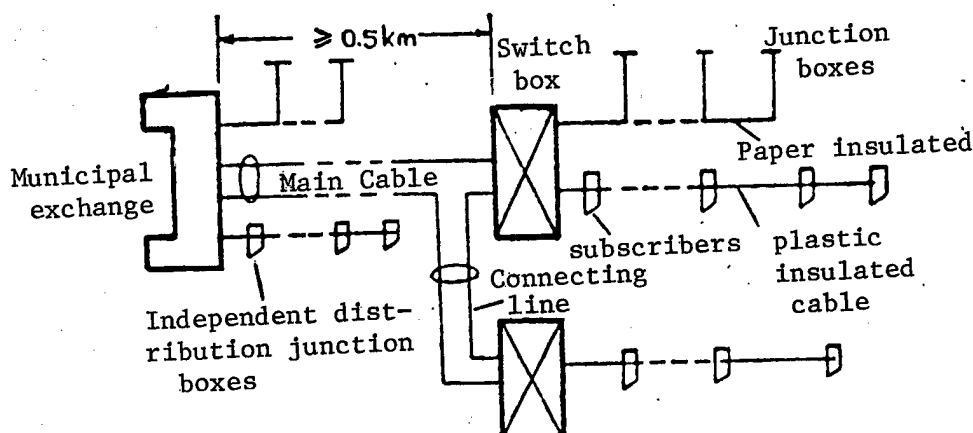 ⩾ 0.5km
Switch
box
Junction
boxes
Municipal
exchange
Main Cable
Paper insulated
subscribers
plastic
insulated
cable
Connecting
line
Independent dist-
ribution junction
boxes